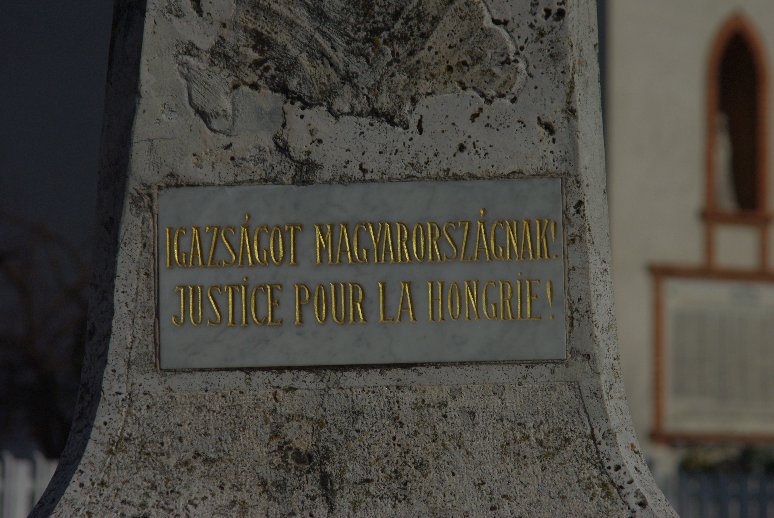 IGAZSÁGOT MAGYARORSZÁGNAK!
JUSTICE POUR LA HONGRIE!